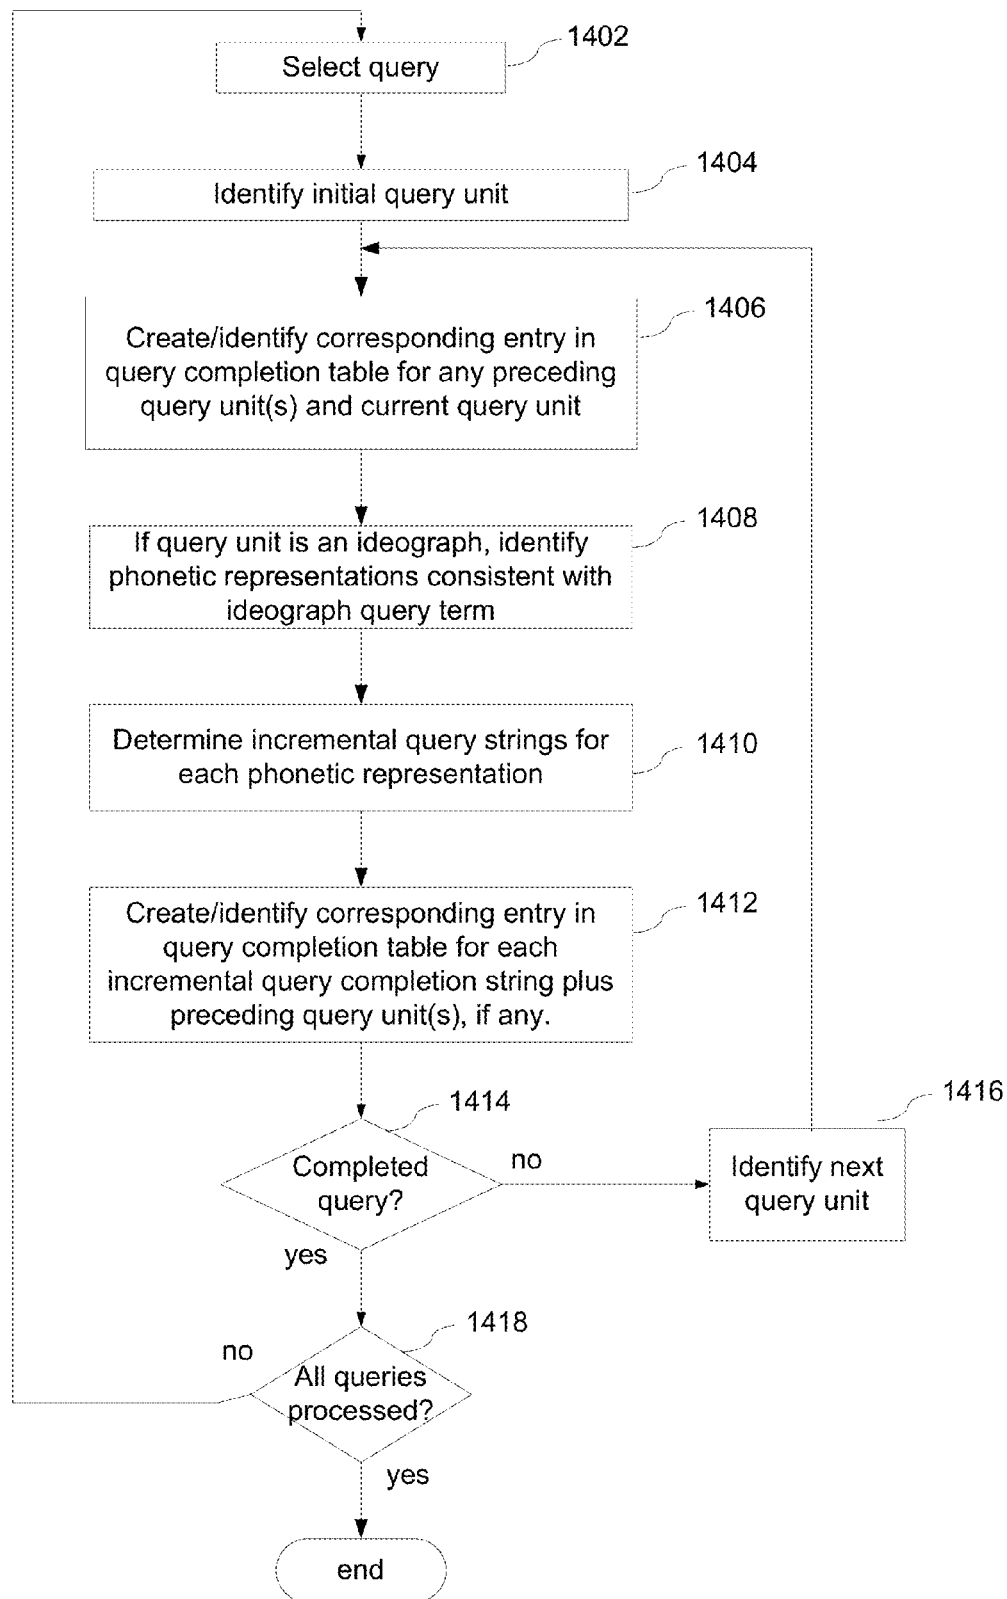 1402
Select query
1404
Identify initial query unit
1406
Create/identify corresponding entry in
query completion table for any preceding
query unit(s) and current query unit
1408
If query unit is an ideograph, identify
phonetic representations consistent with
ideograph query term
1410
Determine incremental query strings for
each phonetic representation
1412
Create/identify corresponding entry in
query completion table for each
incremental query completion string plus
preceding query unit(s), if any.
1414
Completed
query?
no
1416
Identify next
query unit
yes
1418
no
All queries
processed?
yes
end